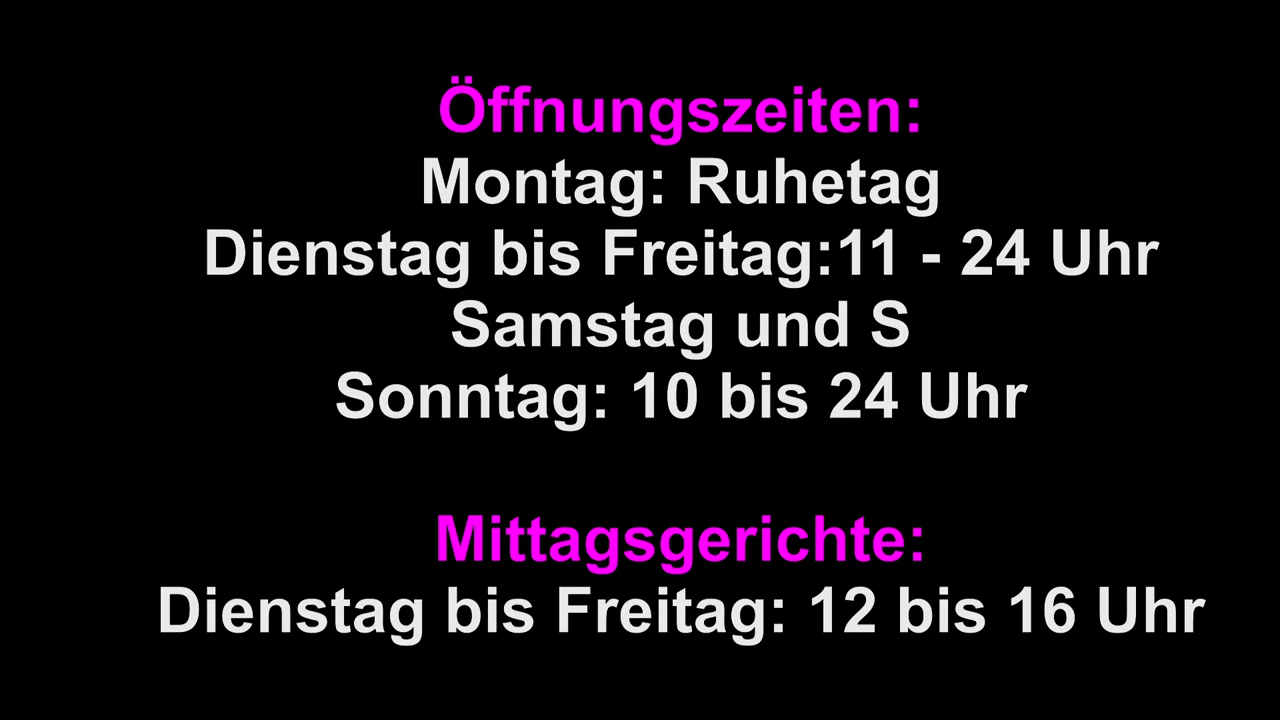 Öffnungszeiten:
Montag: Ruhetag
Dienstag bis Freitag:11 - 24 Uhr
Samstag und S
Sonntag: 10 bis 24 Uhr
Mittagsgerichte:
Dienstag bis Freitag: 12 bis 16 Uhr